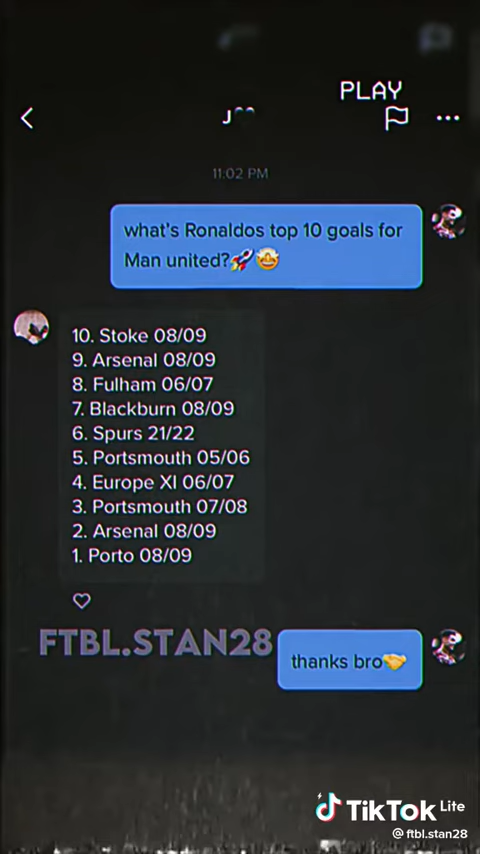 PLAY
J^^
11:02 PM
what's Ronaldos top 10 goals for
Man united?🚀🤩
10. Stoke 08/09
9. Arsenal 08/09
8. Fulham 06/07
7. Blackburn 08/09
6. Spurs 21/22
5. Portsmouth 05/06
4. Europe XI 06/07
3. Portsmouth 07/08
2. Arsenal 08/09
1. Porto 08/09
FTBL.STAN28
thanks bro🤝
TikTok Lite
@ftbl.stan28